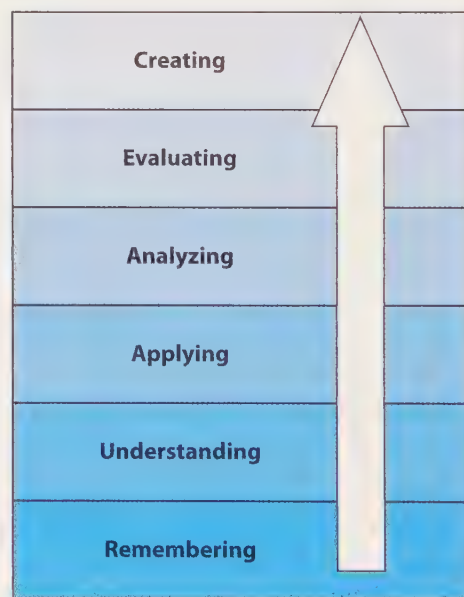 Creating
Evaluating
Analyzing
Applying
Understanding
Remembering